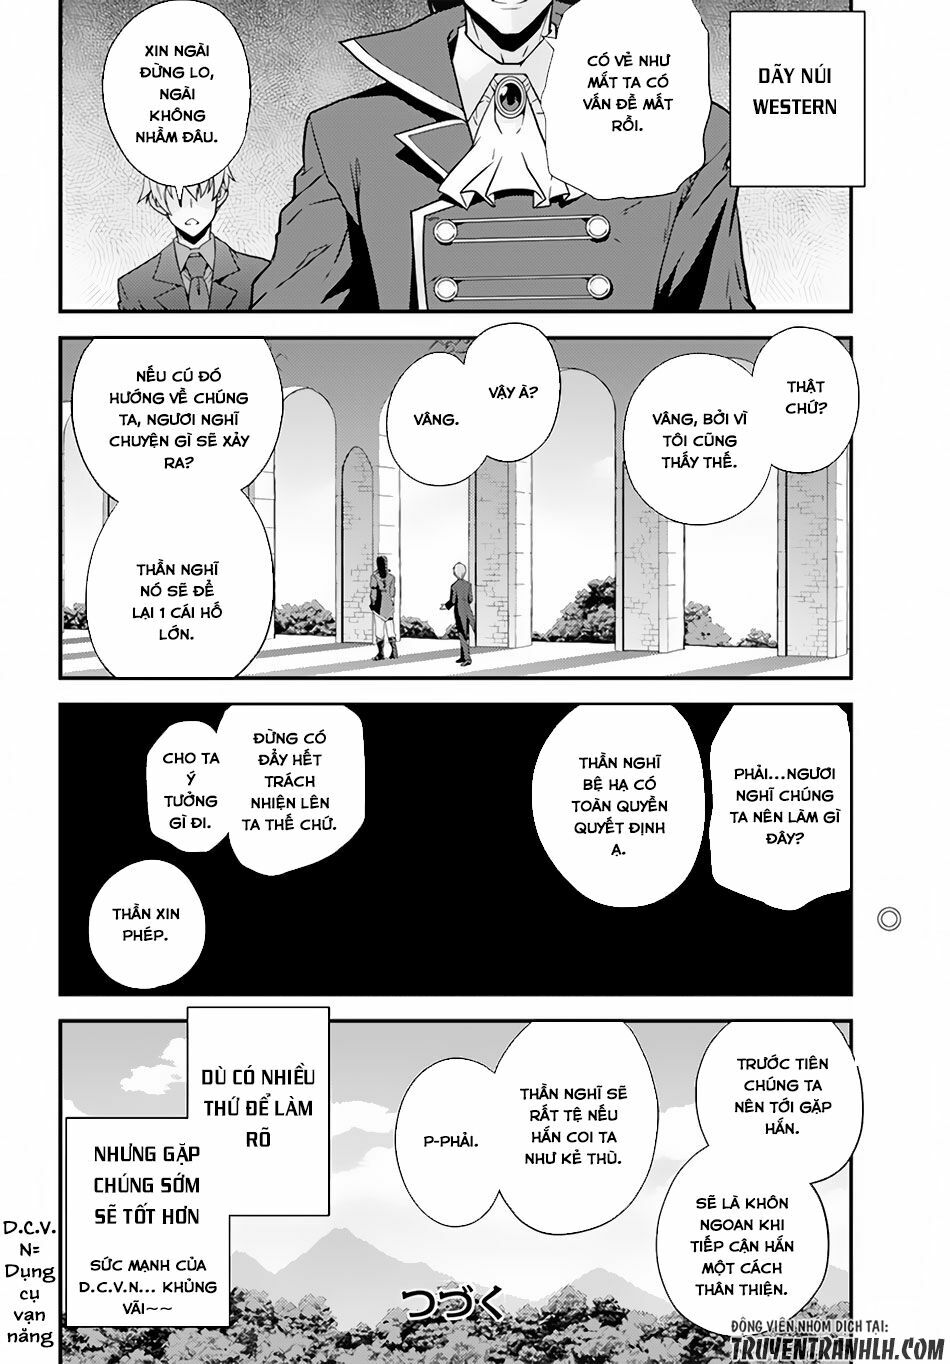 DÃY NÚI
WESTERN
CÓ VẺ NHƯ
MẮT TA CÓ
VẤN ĐỀ MẤT
RỒI.
XIN NGÀI
ĐỪNG LO,
NGÀI
KHÔNG
NHẦM ĐÂU.
THẬT
CHỨ?
VÂNG, BỞI VÌ
TÔI CŨNG
THẤY THẾ.
VẬY À?
VÂNG.
NẾU CÚ ĐÓ
HƯỚNG VỀ CHÚNG
TA, NGƯƠI NGHĨ
CHUYỆN GÌ SẼ XẢY
RA?
THẦN NGHĨ
NÓ SẼ ĐỂ
LẠI 1 CÁI HỐ
LỚN.
PHẢI...NGƯƠI
NGHĨ CHÚNG
TA NÊN LÀM GÌ
ĐÂY?
THẦN NGHĨ
BỆ HẠ CÓ
TOÀN QUYỀN
QUYẾT ĐỊNH
Ạ.
ĐỪNG CÓ
ĐẨY HẾT
TRÁCH
NHIỆN LÊN
TA THẾ CHỨ.
CHO TA
Ý
TƯỞNG
GÌ ĐI.
THẦN XIN
PHÉP.
TRƯỚC TIÊN
CHÚNG TA
NÊN TỚI GẶP
HẮN.
SẼ LÀ KHÔN
NGOAN KHI
TIẾP CẬN HẮN
MỘT CÁCH
THÂN THIỆN.
THẦN NGHĨ SẼ
RẤT TỆ NẾU
HẮN COI TA
NHƯ KẺ THÙ.
P-PHẢI.
DÙ CÓ NHIỀU
THỨ ĐỂ LÀM
RÕ
NHƯNG GẶP
CHÚNG SỚM
SẼ TỐT HƠN
SỨC MẠNH CỦA
D.C.V.N... KHỦNG
VÃI~~
D.C.V.
N=
Dụng
cụ
vạn
năng
つづく
ĐỘNG VIÊN NHÓM DỊCH TẠI:
TRUYENTRANHLH.COM